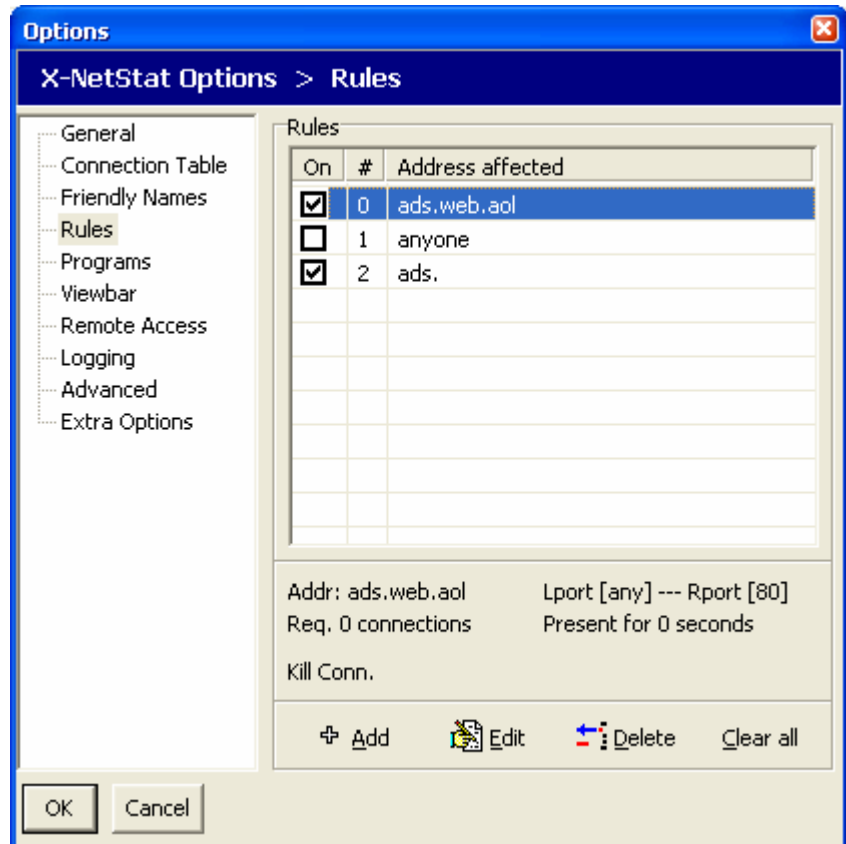 Options
X-NetStat Options > Rules
General
Connection Table
Friendly Names
Rules
Programs
Viewbar
Remote Access
Logging
Advanced
Extra Options
Rules
On # Address affected
0 ads.web.aol
1 anyone
2 ads.
Addr: ads.web.aol Lport [any] --- Rport [80]
Req. 0 connections Present for 0 seconds
Kill Conn.
Add Edit Delete Clear all
OK Cancel